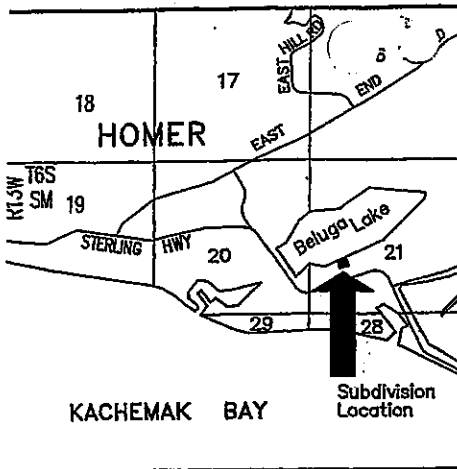 EAST HILL RD
17
18
EAST END
D
HOMER
R13W T6S
SM
19
STERLING HWY
20
Beluga Lake
21
29
28
KACHEMAK BAY
Subdivision
Location